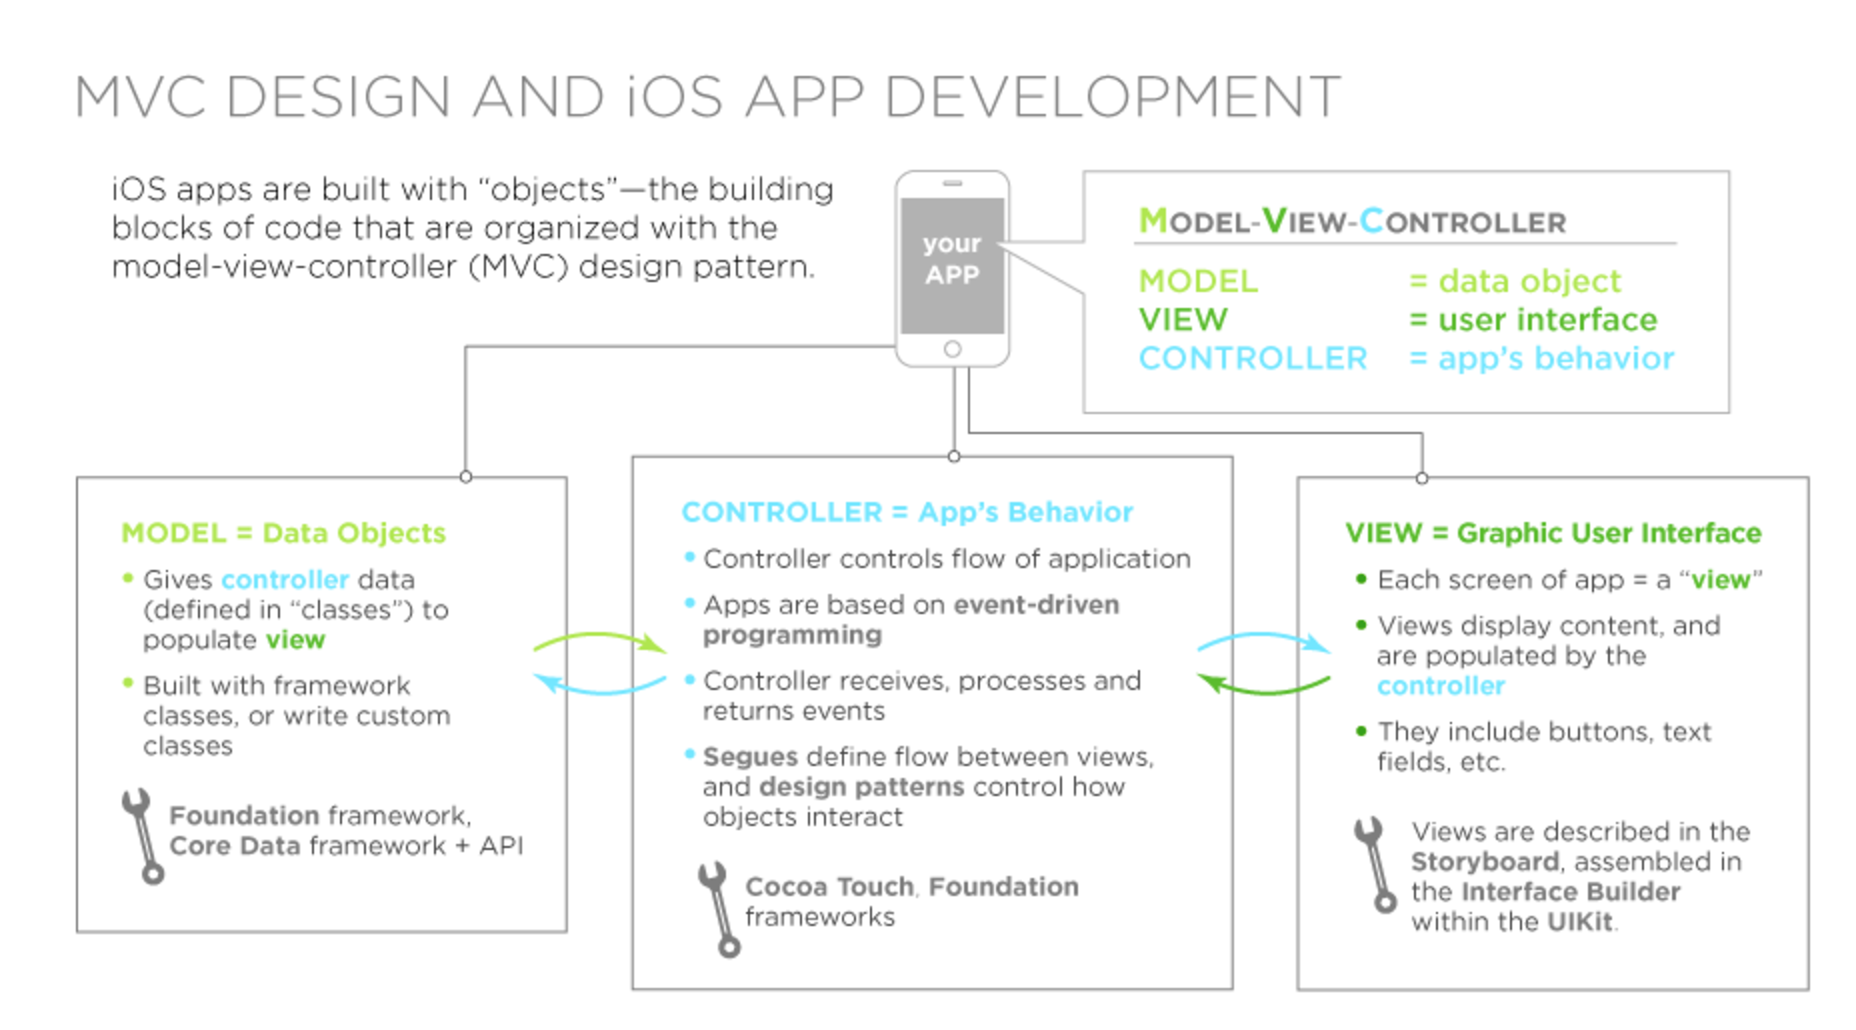 MVC DESIGN AND iOS APP DEVELOPMENT
iOS apps are built with “objects”—the building
blocks of code that are organized with the
model-view-controller (MVC) design pattern.
your
APP
MODEL-VIEW-CONTROLLER
MODEL = data object
VIEW = user interface
CONTROLLER = app’s behavior
MODEL = Data Objects
• Gives controller data
(defined in “classes”) to
populate view
• Built with framework
classes, or write custom
classes
Foundation framework,
Core Data framework + API
CONTROLLER = App’s Behavior
• Controller controls flow of application
• Apps are based on event-driven
programming
• Controller receives, processes and
returns events
• Segues define flow between views,
and design patterns control how
objects interact
Cocoa Touch, Foundation
frameworks
VIEW = Graphic User Interface
• Each screen of app = a “view”
• Views display content, and
are populated by the
controller
• They include buttons, text
fields, etc.
Views are described in the
Storyboard, assembled in
the Interface Builder
within the UIKit.